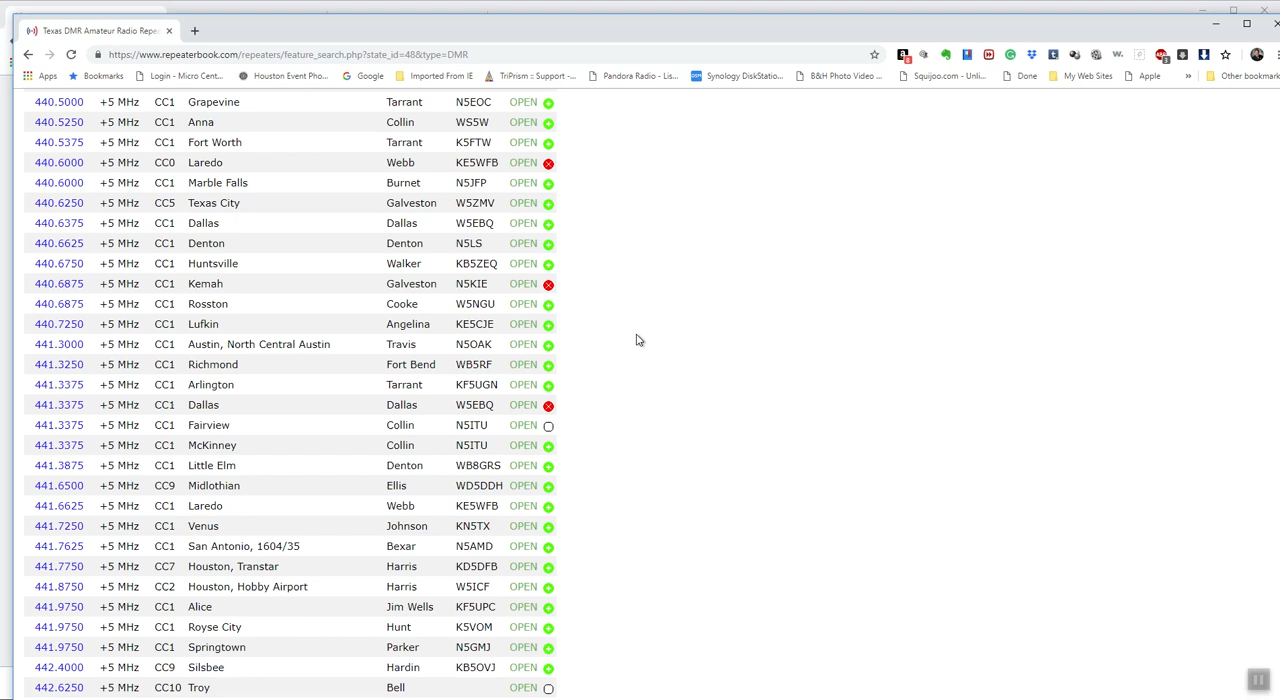 Texas DMR Amateur Radio Repe
https://www.repeaterbook.com/repeaters/feature_search.php?state_id=48&type=DMR
Apps Bookmarks Login - Micro Cent... Houston Event Pho... Google Imported From IE TriPrism :: Support -... Pandora Radio - Lis... Synology DiskStatio... B&H Photo Video ... Squijoo.com - Unli... Done My Web Sites Apple » Other bookmark
440.5000 +5 MHz CC1 Grapevine Tarrant N5EOC OPEN
440.5250 +5 MHz CC1 Anna Collin WS5W OPEN
440.5375 +5 MHz CC1 Fort Worth Tarrant K5FTW OPEN
440.6000 +5 MHz CC0 Laredo Webb KE5WFB OPEN
440.6000 +5 MHz CC1 Marble Falls Burnet N5JFP OPEN
440.6250 +5 MHz CC5 Texas City Galveston W5ZMV OPEN
440.6375 +5 MHz CC1 Dallas Dallas W5EBQ OPEN
440.6625 +5 MHz CC1 Denton Denton N5LS OPEN
440.6750 +5 MHz CC1 Huntsville Walker KB5ZEQ OPEN
440.6875 +5 MHz CC1 Kemah Galveston N5KIE OPEN
440.6875 +5 MHz CC1 Rosston Cooke W5NGU OPEN
440.7250 +5 MHz CC1 Lufkin Angelina KE5CJE OPEN
441.3000 +5 MHz CC1 Austin, North Central Austin Travis N5OAK OPEN
441.3250 +5 MHz CC1 Richmond Fort Bend WB5RF OPEN
441.3375 +5 MHz CC1 Arlington Tarrant KF5UGN OPEN
441.3375 +5 MHz CC1 Dallas Dallas W5EBQ OPEN
441.3375 +5 MHz CC1 Fairview Collin N5ITU OPEN
441.3375 +5 MHz CC1 McKinney Collin N5ITU OPEN
441.3875 +5 MHz CC1 Little Elm Denton WB8GRS OPEN
441.6500 +5 MHz CC9 Midlothian Ellis WD5DDH OPEN
441.6625 +5 MHz CC1 Laredo Webb KE5WFB OPEN
441.7250 +5 MHz CC1 Venus Johnson KN5TX OPEN
441.7625 +5 MHz CC1 San Antonio, 1604/35 Bexar N5AMD OPEN
441.7750 +5 MHz CC7 Houston, Transtar Harris KD5DFB OPEN
441.8750 +5 MHz CC2 Houston, Hobby Airport Harris W5ICF OPEN
441.9750 +5 MHz CC1 Alice Jim Wells KF5UPC OPEN
441.9750 +5 MHz CC1 Royse City Hunt K5VOM OPEN
441.9750 +5 MHz CC1 Springtown Parker N5GMJ OPEN
442.4000 +5 MHz CC9 Silsbee Hardin KB5OVJ OPEN
442.6250 +5 MHz CC10 Troy Bell OPEN